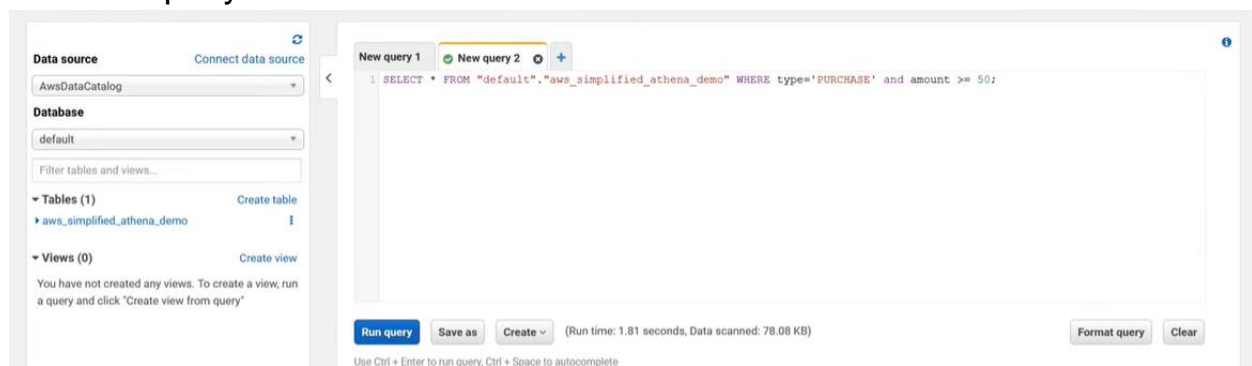 Data source Connect data source
AwsDataCatalog
Database
default
Filter tables and views...
Tables (1) Create table
aws_simplified_athena_demo
Views (0) Create view
You have not created any views. To create a view, run
a query and click "Create view from query"
New query 1 New query 2 +
1 SELECT * FROM "default"."aws_simplified_athena_demo" WHERE type='PURCHASE' and amount >= 50;
Run query Save as Create (Run time: 1.81 seconds, Data scanned: 78.08 KB) Format query Clear
Use Ctrl + Enter to run query, Ctrl + Space to autocomplete